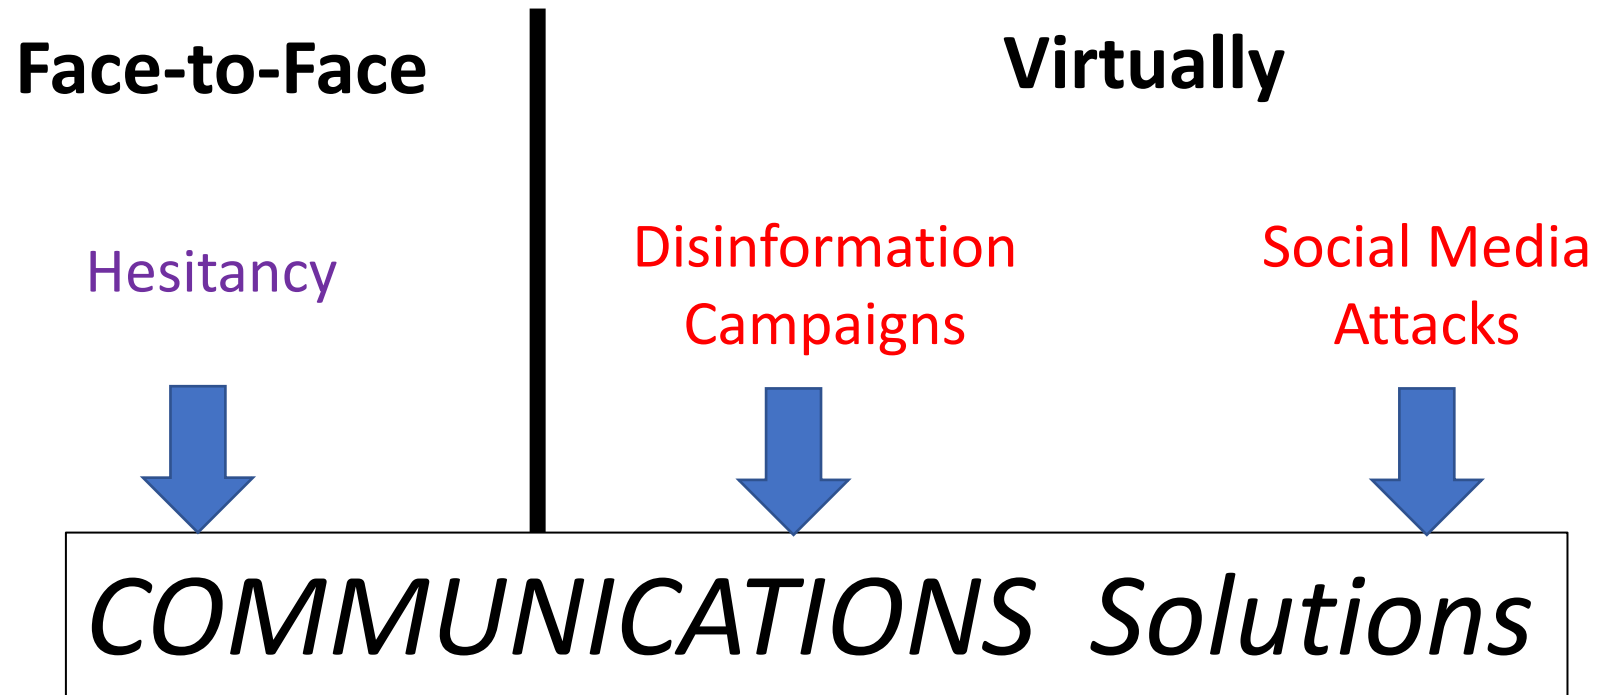 Face-to-Face
Virtually
Hesitancy
Disinformation
Campaigns
Social Media
Attacks
COMMUNICATIONS Solutions